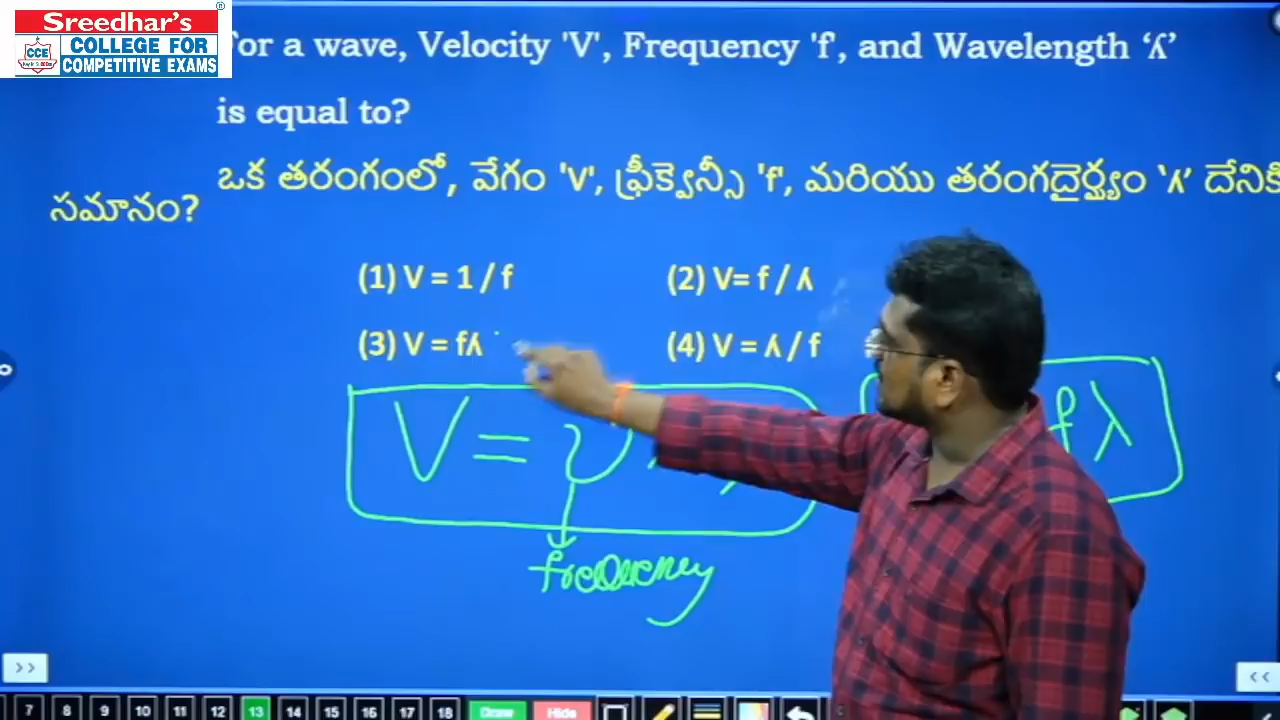 Sreedhar's
CCE
COLLEGE FOR
COMPETITIVE EXAMS
For a wave, Velocity 'V', Frequency 'f', and Wavelength ‘ʎ’
is equal to?
ఒక తరంగంలో, వేగం 'V', ఫ్రీక్వెన్సీ 'f', మరియు తరంగదైర్ఘ్యం ‘ʎ’ దేనికి
సమానం?
(1) V = 1 / f (2) V= f / ʎ
(3) V = fʎ (4) V = ʎ / f
V = υ
f λ
frequency
>> <<
7 8 9 10 11 12 13 14 15 16 17 18 Draw Hide